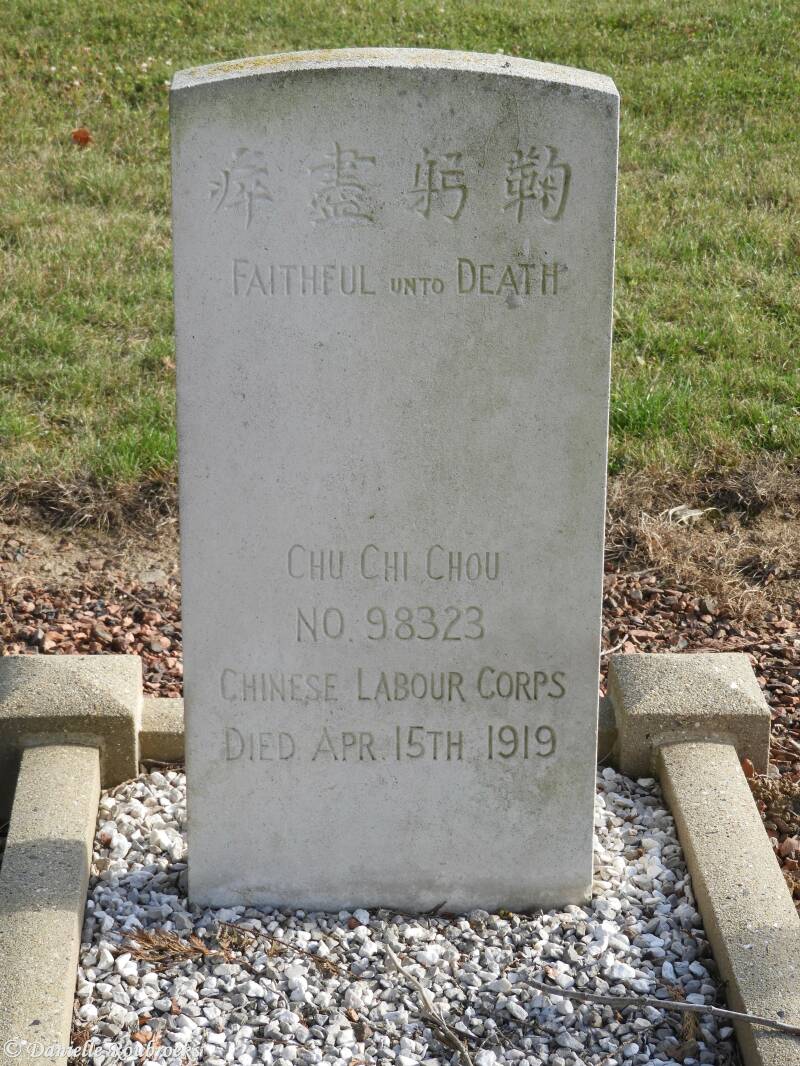 鞠躬盡瘁
FAITHFUL UNTO DEATH
CHU CHI CHOU
NO. 98323
CHINESE LABOUR CORPS
DIED APR. 15TH 1919
© Danielle Roubroeks